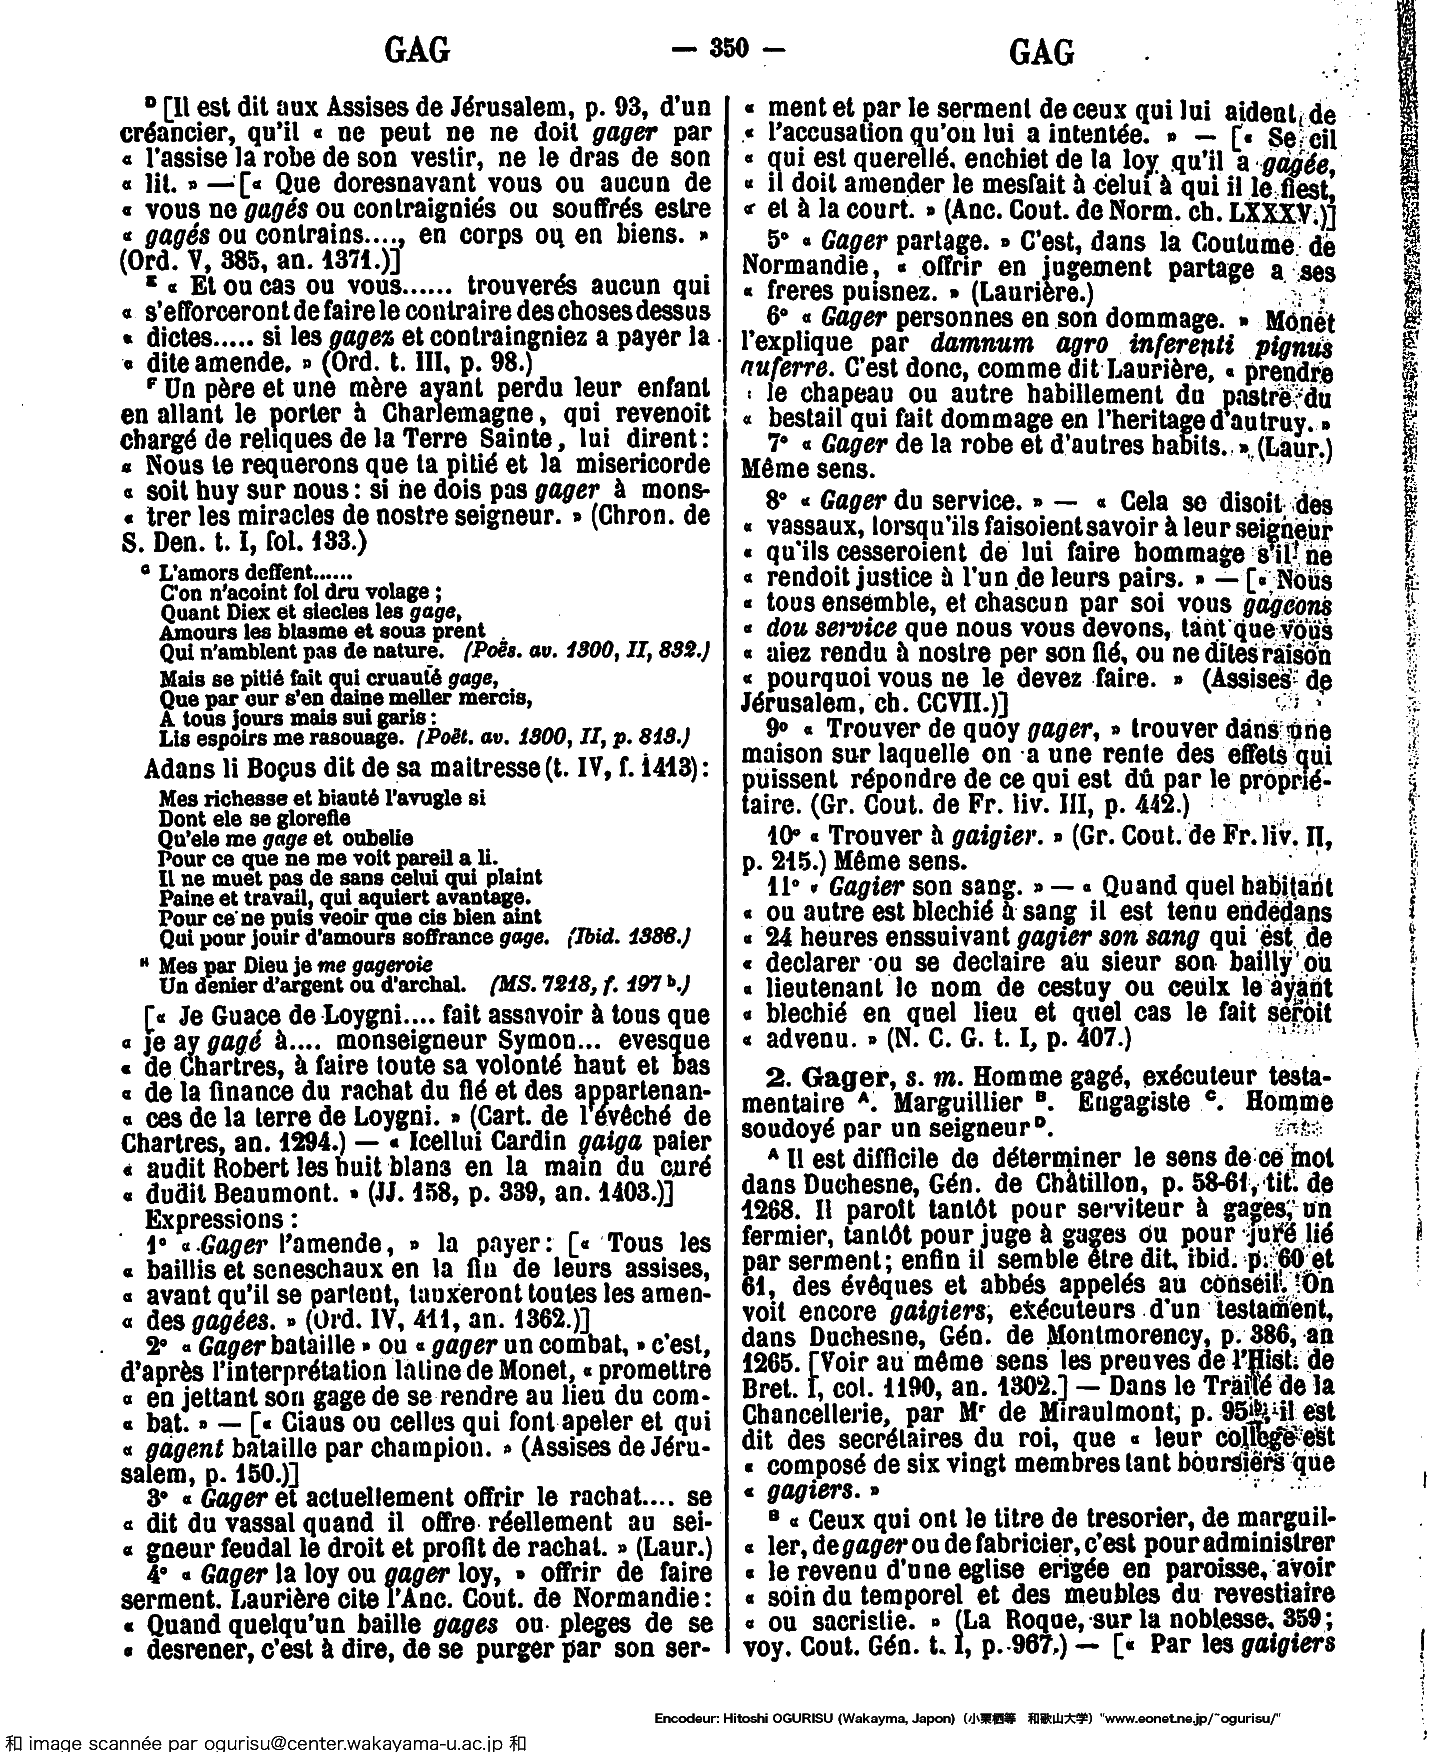 GAG — 350 — GAG
ᴰ [Il est dit aux Assises de Jérusalem, p. 93, d'un
créancier, qu'il « ne peut ne ne doit gager par
« l'assise la robe de son vestir, ne le dras de son
« lit. » — [« Que doresnavant vous ou aucun de
« vous ne gagés ou contraigniés ou souffrés estre
« gagés ou contrains...., en corps ou en biens. »
(Ord. V, 385, an. 1371.)]
ᴱ « Et ou cas ou vous...... trouverés aucun qui
« s'efforceront de faire le contraire des choses dessus
« dictes..... si les gagez et contraingniez a payer la
« dite amende. » (Ord. t. III, p. 98.)
ꟳ Un père et une mère ayant perdu leur enfant
en allant le porter à Charlemagne, qui revenoit
chargé de reliques de la Terre Sainte, lui dirent :
« Nous te requerons que ta pitié et la misericorde
« soit huy sur nous : si ne dois pas gager à mons-
« trer les miracles de nostre seigneur. » (Chron. de
S. Den. t. I, fol. 133.)
ᴳ L'amors deffent......
C'on n'acoint fol dru volage ;
Quant Diex et siecles les gage,
Amours les blasme et sous prent
Qui n'amblent pas de nature. (Poës. av. 1300, II, 832.)
Mais se pitié fait qui cruauté gage,
Que par eur s'en daine meller mercis,
A tous jours mais sui garis :
Lis espoirs me rasouage. (Poët. av. 1300, II, p. 813.)
Adans li Boçus dit de sa maitresse (t. IV, f. 1413) :
Mes richesse et biauté l'avugle si
Dont ele se glorefie
Qu'ele me gage et oubelie
Pour ce que ne me voit pareil a li.
Il ne muet pas de sans celui qui plaint
Paine et travail, qui aquiert avantage.
Pour ce ne puis veoir que cis bien aint
Qui pour jouir d'amours soffrance gage. (Ibid. 1388.)
ᴴ Mes par Dieu je me gageroie
Un denier d'argent ou d'archal. (MS. 7218, f. 197 ᵇ.)
[« Je Guace de Loygni.... fait assavoir à tous que
« je ay gagé à.... monseigneur Symon... evesque
« de Chartres, à faire toute sa volonté haut et bas
« de la finance du rachat du fié et des appartenan-
« ces de la terre de Loygni. » (Cart. de l'évêché de
Chartres, an. 1294.) — « Icellui Cardin gaiga paier
« audit Robert les huit blans en la main du curé
« dudit Beaumont. » (JJ. 158, p. 339, an. 1403.)]
Expressions :
1° « Gager l'amende, » la payer : [« Tous les
« baillis et seneschaux en la fin de leurs assises,
« avant qu'il se partent, tauxeront toutes les amen-
« des gagées. » (Ord. IV, 411, an. 1362.)]
2° « Gager bataille » ou « gager un combat, » c'est,
d'après l'interprétation latine de Monet, « promettre
« en jettant son gage de se rendre au lieu du com-
« bat. » — [« Ciaus ou celles qui font apeler et qui
« gagent bataille par champion. » (Assises de Jéru-
salem, p. 150.)]
3° « Gager et actuellement offrir le rachat.... se
« dit du vassal quand il offre réellement au sei-
« gneur feudal le droit et profit de rachat. » (Laur.)
4° « Gager la loy ou gager loy, » offrir de faire
serment. Laurière cite l'Anc. Cout. de Normandie :
« Quand quelqu'un baille gages ou pleges de se
« desrener, c'est à dire, de se purger par son ser-
« ment et par le serment de ceux qui lui aident, de
« l'accusation qu'on lui a intentée. » — [« Se cil
« qui est querellé, enchiet de la loy qu'il a gagée,
« il doit amender le mesfait à celui à qui il le fiest,
« et à la court. » (Anc. Cout. de Norm. ch. LXXXV.)]
5° « Gager partage. » C'est, dans la Coutume de
Normandie, « offrir en jugement partage a ses
« freres puisnez. » (Laurière.)
6° « Gager personnes en son dommage. » Monet
l'explique par damnum agro inferenti pignus
auferre. C'est donc, comme dit Laurière, « prendre
« le chapeau ou autre habillement du pastre du
« bestail qui fait dommage en l'heritage d'autruy. »
7° « Gager de la robe et d'autres habits. » (Laur.)
Même sens.
8° « Gager du service. » — « Cela se disoit des
« vassaux, lorsqu'ils faisoient savoir à leur seigneur
« qu'ils cesseroient de lui faire hommage s'il ne
« rendoit justice à l'un de leurs pairs. » — [« Nous
« tous ensemble, et chascun par soi vous gageons
« dou service que nous vous devons, tant que vous
« aiez rendu à nostre per son fié, ou ne dites raison
« pourquoi vous ne le devez faire. » (Assises de
Jérusalem, ch. CCVII.)]
9° « Trouver de quoy gager, » trouver dans une
maison sur laquelle on a une rente des effets qui
puissent répondre de ce qui est dû par le proprié-
taire. (Gr. Cout. de Fr. liv. III, p. 442.)
10° « Trouver à gaigier. » (Gr. Cout. de Fr. liv. II,
p. 215.) Même sens.
11° « Gagier son sang. » — « Quand quel habitant
« ou autre est blechié à sang il est tenu endedans
« 24 heures enssuivant gagier son sang qui est de
« declarer ou se declaire au sieur son bailly ou
« lieutenant le nom de cestuy ou ceulx le ayant
« blechié en quel lieu et quel cas le fait seroit
« advenu. » (N. C. G. t. I, p. 407.)
2. Gager, s. m. Homme gagé, exécuteur testa-
mentaire ᴬ. Marguillier ᴮ. Engagiste ᶜ. Homme
soudoyé par un seigneur ᴰ.
ᴬ Il est difficile de déterminer le sens de ce mot
dans Duchesne, Gén. de Châtillon, p. 58-61, tit. de
1268. Il paroît tantôt pour serviteur à gages, un
fermier, tantôt pour juge à gages ou pour juré lié
par serment ; enfin il semble être dit, ibid. p. 60 et
61, des évêques et abbés appelés au conseil. On
voit encore gaigiers, exécuteurs d'un testament,
dans Duchesne, Gén. de Montmorency, p. 386, an
1265. [Voir au même sens les preuves de l'Hist. de
Bret. I, col. 1190, an. 1302.] — Dans le Traité de la
Chancellerie, par Mʳ de Miraulmont, p. 95, il est
dit des secrétaires du roi, que « leur college est
« composé de six vingt membres tant boursiers que
« gagiers. »
ᴮ « Ceux qui ont le titre de tresorier, de marguil-
« ler, de gager ou de fabricier, c'est pour administrer
« le revenu d'une eglise erigée en paroisse, avoir
« soin du temporel et des meubles du revestiaire
« ou sacristie. » (La Roque, sur la noblesse, 359 ;
voy. Cout. Gén. t. I, p. 967.) — [« Par les gaigiers
Encodeur: Hitoshi OGURISU (Wakayma, Japon) (小栗栖等 和歌山大学) "www.eonet.ne.jp/~ogurisu/"
和 image scannée par ogurisu@center.wakayama-u.ac.jp 和